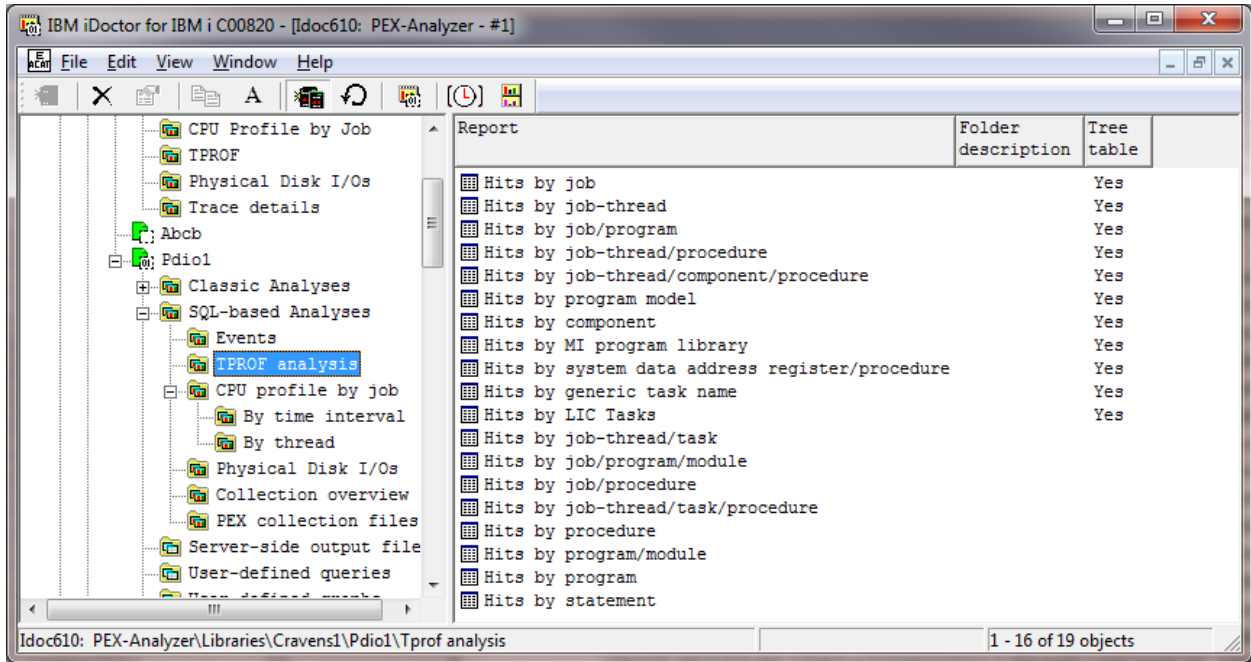 IBM iDoctor for IBM i C00820 - [Idoc610: PEX-Analyzer - #1]
File Edit View Window Help
CPU Profile by Job
TPROF
Physical Disk I/Os
Trace details
Abcb
Pdio1
Classic Analyses
SQL-based Analyses
Events
TPROF analysis
CPU profile by job
By time interval
By thread
Physical Disk I/Os
Collection overview
PEX collection files
Server-side output file
User-defined queries
User-defined graphs
Report Folder description Tree table
Hits by job Yes
Hits by job-thread Yes
Hits by job/program Yes
Hits by job-thread/procedure Yes
Hits by job-thread/component/procedure Yes
Hits by program model Yes
Hits by component Yes
Hits by MI program library Yes
Hits by system data address register/procedure Yes
Hits by generic task name Yes
Hits by LIC Tasks Yes
Hits by job-thread/task
Hits by job/program/module
Hits by job/procedure
Hits by job-thread/task/procedure
Hits by procedure
Hits by program/module
Hits by program
Hits by statement
Idoc610: PEX-Analyzer\Libraries\Cravens1\Pdio1\Tprof analysis
1 - 16 of 19 objects